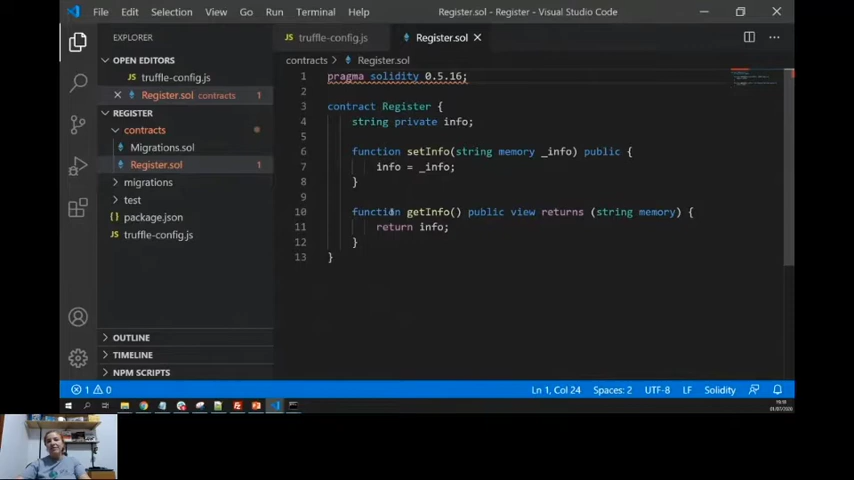 File Edit Selection View Go Run Terminal Help
Register.sol - Register - Visual Studio Code
EXPLORER
OPEN EDITORS
truffle-config.js
Register.sol contracts 1
REGISTER
contracts
Migrations.sol
Register.sol 1
migrations
test
package.json
JS truffle-config.js
OUTLINE
TIMELINE
NPM SCRIPTS
JS truffle-config.js
Register.sol
contracts > Register.sol
1 pragma solidity 0.5.16;
2
3 contract Register {
4 string private info;
5
6 function setInfo(string memory _info) public {
7 info = _info;
8 }
9
10 function getInfo() public view returns (string memory) {
11 return info;
12 }
13 }
1 0
Ln 1, Col 24 Spaces: 2 UTF-8 LF Solidity